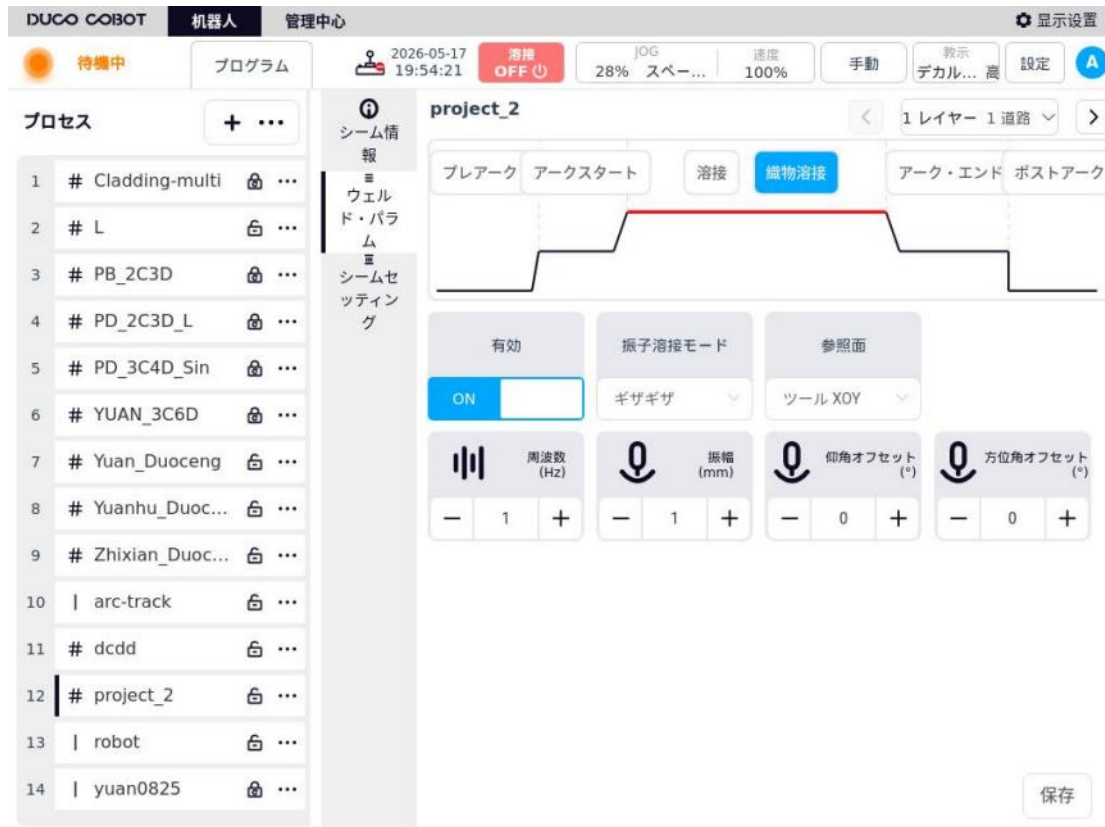 DUCO COBOT 机器人 管理中心 显示设置
待機中 プログラム 2026-05-17 19:54:21 溶接 OFF JOG 28% スペー... 速度 100% 手動 教示 デカル... 高 設定 A
プロセス + ...
1 # Cladding-multi ...
2 # L ...
3 # PB_2C3D ...
4 # PD_2C3D_L ...
5 # PD_3C4D_Sin ...
6 # YUAN_3C6D ...
7 # Yuan_Duoceng ...
8 # Yuanhu_Duoc... ...
9 # Zhixian_Duoc... ...
10 | arc-track ...
11 # dcdd ...
12 # project_2 ...
13 | robot ...
14 | yuan0825 ...
シーム情
報
ウェル
ド・パラ
ム
シームセ
ッティン
グ
project_2 < 1 レイヤー 1 道路 >
プレアーク アークスタート 溶接 織物溶接 アーク・エンド ポストアーク
有効 振子溶接モード 参照面
ON ギザギザ ツール XOY
周波数 (Hz) 振幅 (mm) 仰角オフセット (°) 方位角オフセット (°)
− 1 + − 1 + − 0 + − 0 +
保存